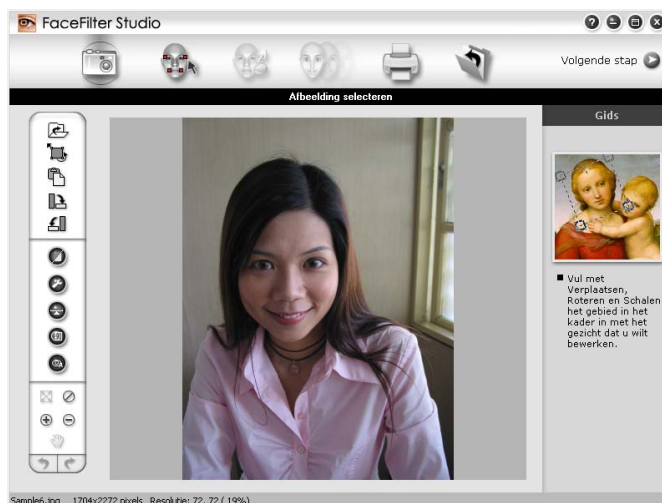 FaceFilter Studio
Volgende stap
Afbeelding selecteren
Gids
Vul met
Verplaatsen,
Roteren en Schalen
het gebied in het
kader in met het
gezicht dat u wilt
bewerken.
Sample6.jpg 1704x2272 pixels Resolutie: 72, 72 ( 19%)